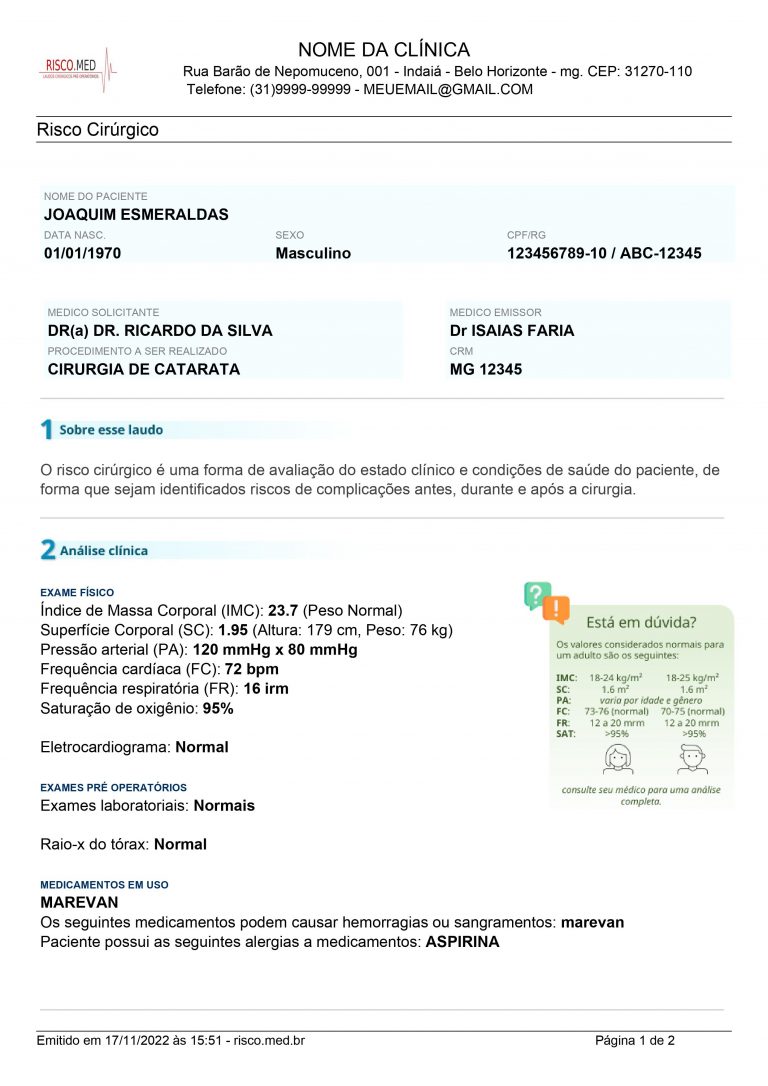 RISCO.MED
LAUDOS CIRÚRGICOS PRÉ-OPERATÓRIOS
NOME DA CLÍNICA
Rua Barão de Nepomuceno, 001 - Indaiá - Belo Horizonte - mg. CEP: 31270-110
Telefone: (31)9999-99999 - MEUEMAIL@GMAIL.COM
Risco Cirúrgico
NOME DO PACIENTE
JOAQUIM ESMERALDAS
DATA NASC. SEXO CPF/RG
01/01/1970 Masculino 123456789-10 / ABC-12345
MEDICO SOLICITANTE MEDICO EMISSOR
DR(a) DR. RICARDO DA SILVA Dr ISAIAS FARIA
PROCEDIMENTO A SER REALIZADO CRM
CIRURGIA DE CATARATA MG 12345
1 Sobre esse laudo
O risco cirúrgico é uma forma de avaliação do estado clínico e condições de saúde do paciente, de
forma que sejam identificados riscos de complicações antes, durante e após a cirurgia.
2 Análise clínica
EXAME FÍSICO
Índice de Massa Corporal (IMC): 23.7 (Peso Normal)
Superfície Corporal (SC): 1.95 (Altura: 179 cm, Peso: 76 kg)
Pressão arterial (PA): 120 mmHg x 80 mmHg
Frequência cardíaca (FC): 72 bpm
Frequência respiratória (FR): 16 irm
Saturação de oxigênio: 95%
Eletrocardiograma: Normal
? !
Está em dúvida?
Os valores considerados normais para
um adulto são os seguintes:
IMC: 18-24 kg/m² 18-25 kg/m²
SC: 1.6 m² 1.6 m²
PA: varia por idade e gênero
FC: 73-76 (normal) 70-75 (normal)
FR: 12 a 20 mrm 12 a 20 mrm
SAT: >95% >95%
consulte seu médico para uma análise
completa.
EXAMES PRÉ OPERATÓRIOS
Exames laboratoriais: Normais
Raio-x do tórax: Normal
MEDICAMENTOS EM USO
MAREVAN
Os seguintes medicamentos podem causar hemorragias ou sangramentos: marevan
Paciente possui as seguintes alergias a medicamentos: ASPIRINA
Emitido em 17/11/2022 às 15:51 - risco.med.br Página 1 de 2